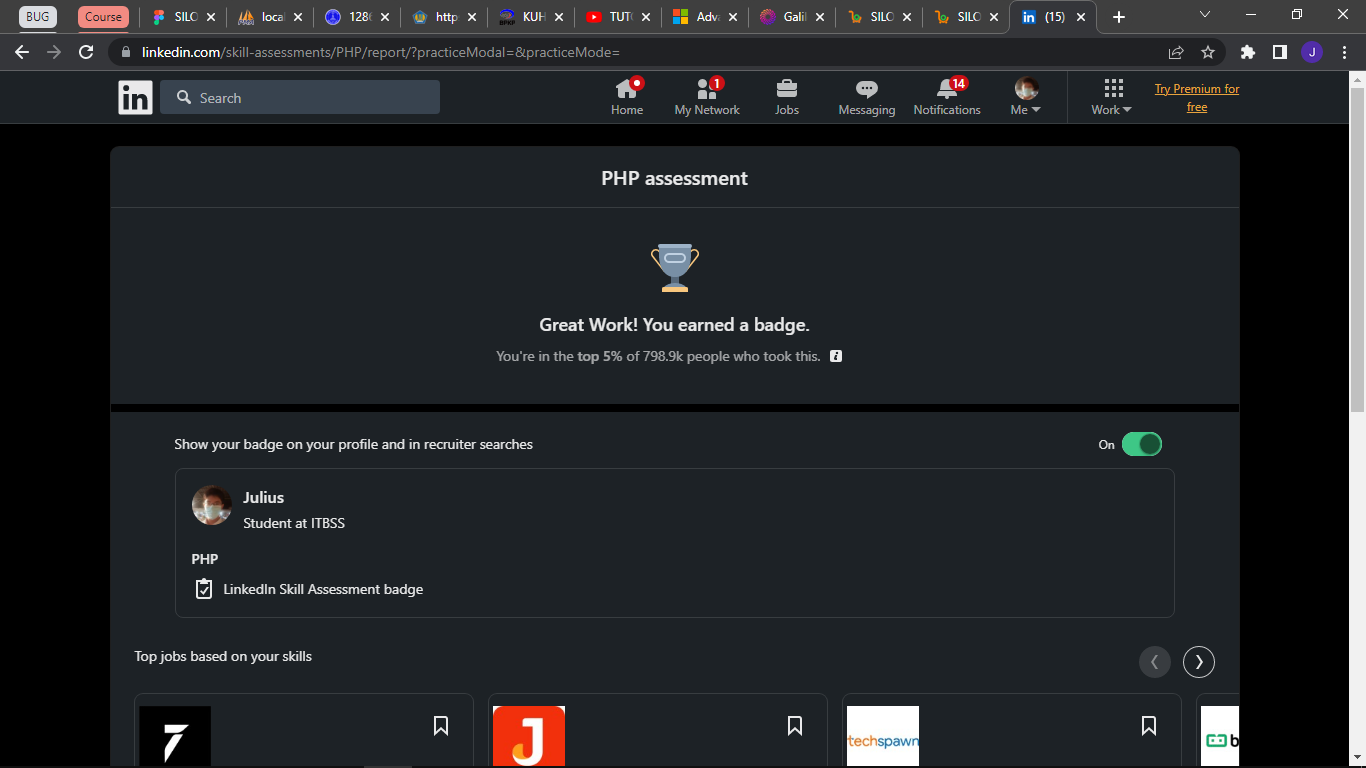 BUG
Course
SILO
local
128
http
KUH
TUT
Adv
Galil
SILO
SILO
in (15)
linkedin.com/skill-assessments/PHP/report/?practiceModal=&practiceMode=
J
in
Search
Home
1
My Network
Jobs
Messaging
14
Notifications
Me
Work
Try Premium for
free
PHP assessment
Great Work! You earned a badge.
You're in the top 5% of 798.9k people who took this.
Show your badge on your profile and in recruiter searches
On
Julius
Student at ITBSS
PHP
LinkedIn Skill Assessment badge
Top jobs based on your skills
J
techspawn
b